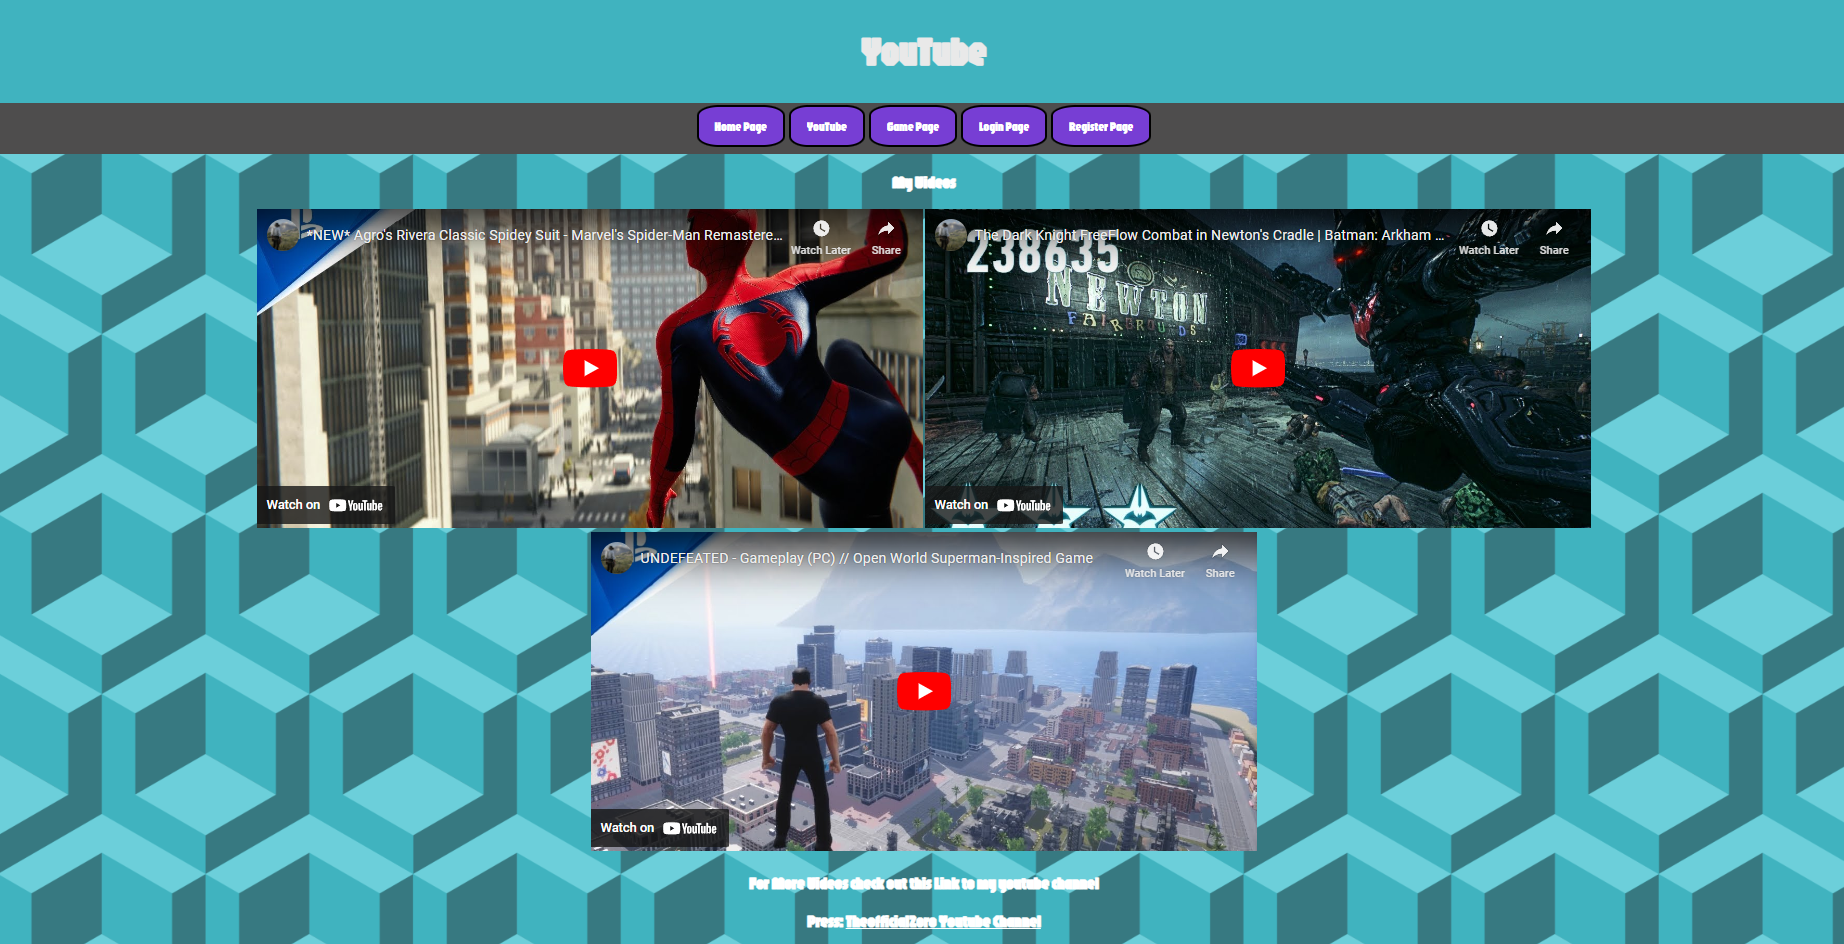 YouTube
Home Page YouTube Game Page Login Page Register Page
My Videos
*NEW* Agro's Rivera Classic Spidey Suit - Marvel's Spider-Man Remastere...
Watch Later Share
Watch on YouTube
The Dark Knight FreeFlow Combat in Newton's Cradle | Batman: Arkham ...
Watch Later Share
238635
NEWTON
FAIRGROUNDS
Watch on YouTube
UNDEFEATED - Gameplay (PC) // Open World Superman-Inspired Game
Watch Later Share
Watch on YouTube
For More Videos check out this Link to my youtube channel
Press: TheofficialZoro Youtube Channel